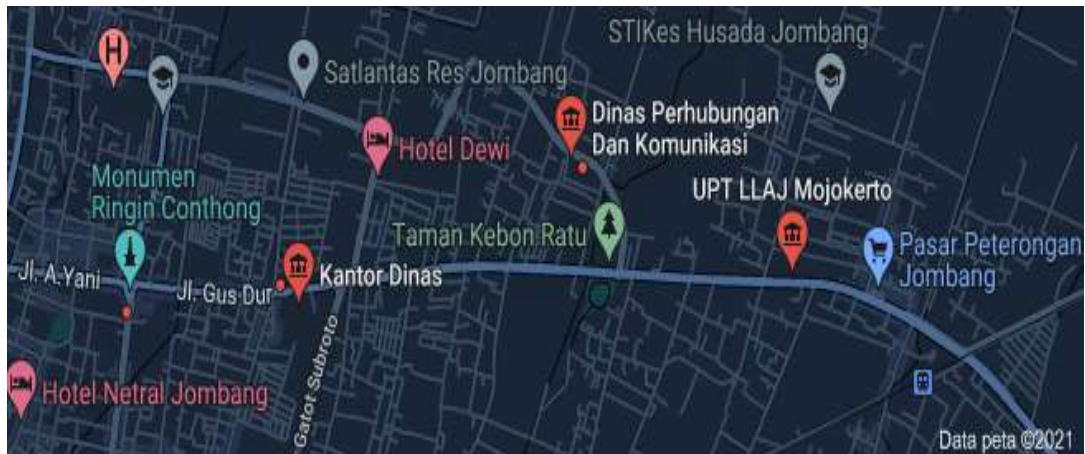 STIKes Husada Jombang
H
Satlantas Res Jombang
Dinas Perhubungan
Dan Komunikasi
Hotel Dewi
Monumen
Ringin Conthong
UPT LLAJ Mojokerto
Taman Kebon Ratu
Pasar Peterongan
Jombang
Jl. A.Yani
Jl. Gus Dur
Kantor Dinas
Gatot Subroto
Hotel Netral Jombang
Data peta ©2021